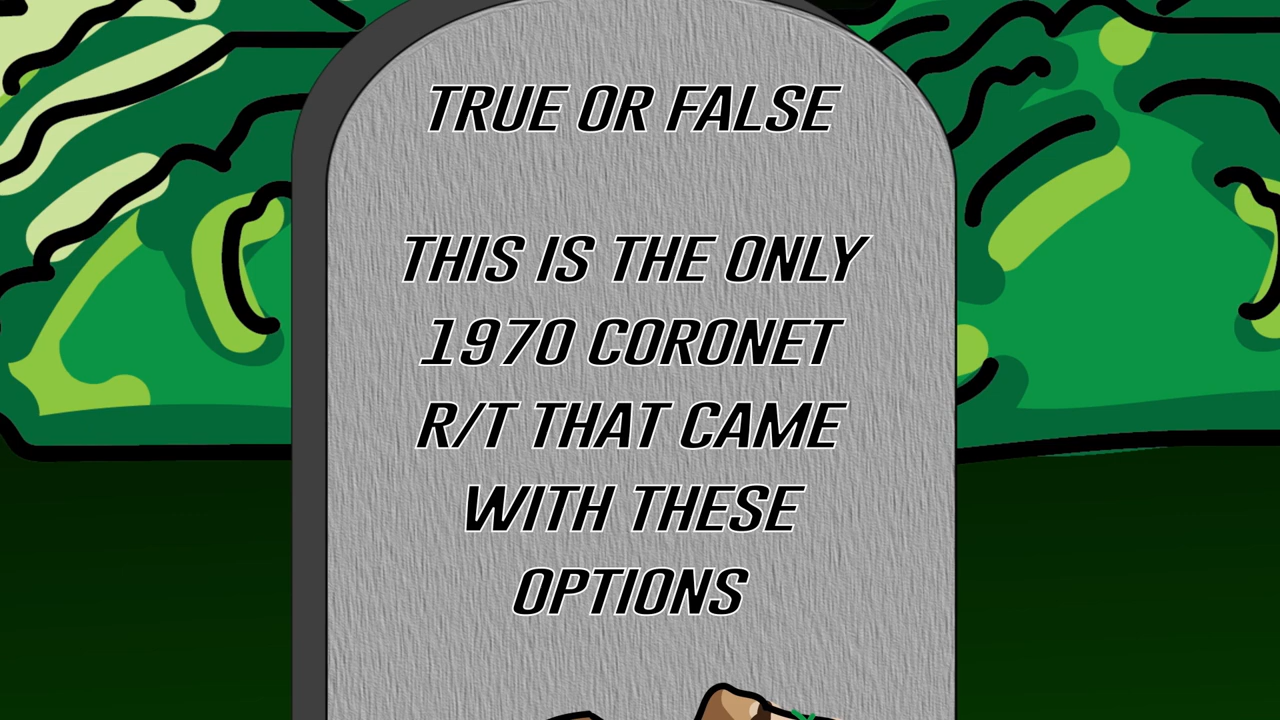 TRUE OR FALSE
THIS IS THE ONLY
1970 CORONET
R/T THAT CAME
WITH THESE
OPTIONS